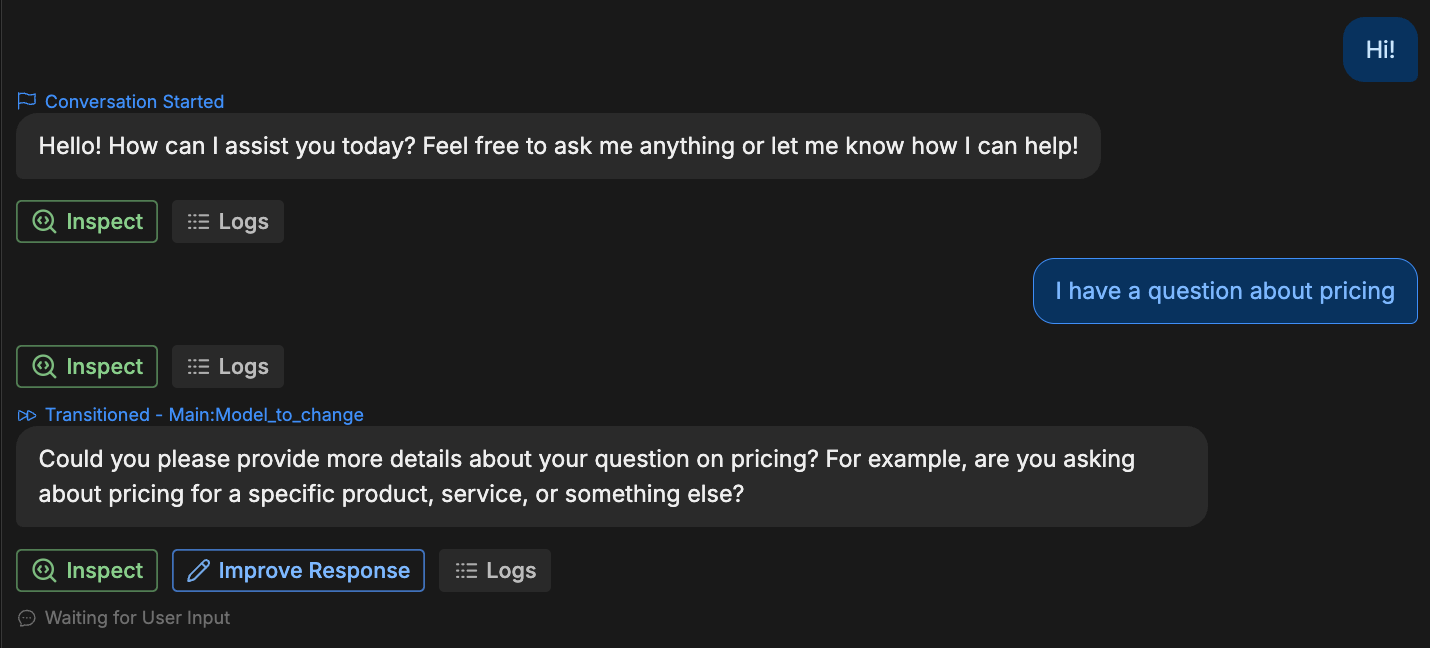 Hi!
Conversation Started
Hello! How can I assist you today? Feel free to ask me anything or let me know how I can help!
Inspect
Logs
I have a question about pricing
Inspect
Logs
Transitioned - Main:Model_to_change
Could you please provide more details about your question on pricing? For example, are you asking
about pricing for a specific product, service, or something else?
Inspect
Improve Response
Logs
Waiting for User Input